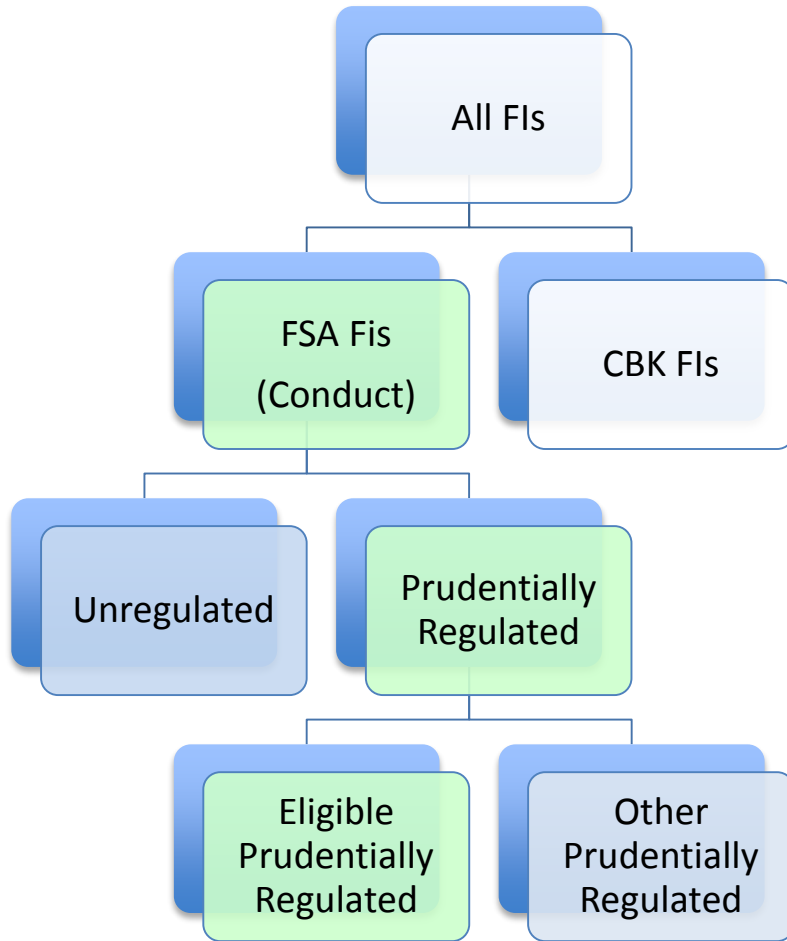 All FIs
FSA Fis
(Conduct)
CBK FIs
Unregulated
Prudentially
Regulated
Eligible
Prudentially
Regulated
Other
Prudentially
Regulated